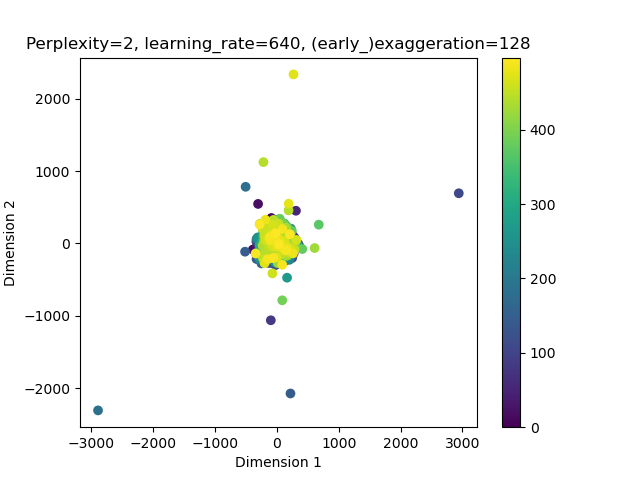 Perplexity=2, learning_rate=640, (early_)exaggeration=128
2000
1000
0
−1000
−2000
Dimension 2
−3000 −2000 −1000 0 1000 2000 3000
Dimension 1
400
300
200
100
0